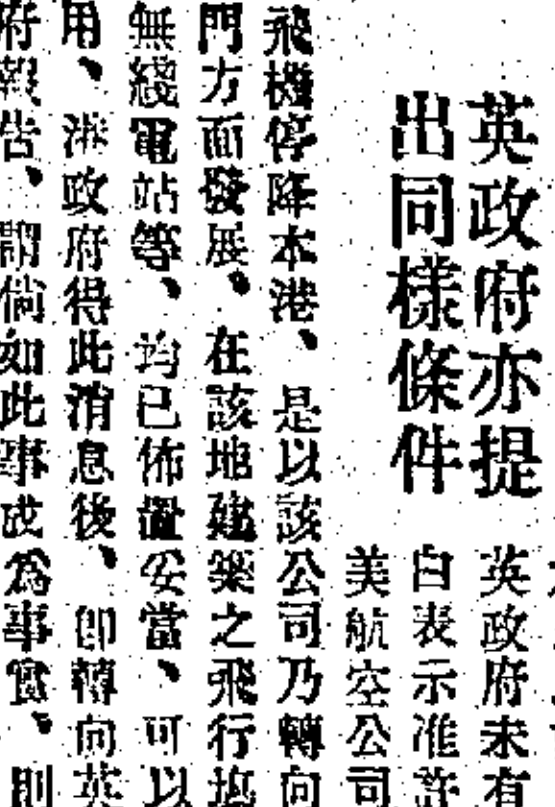 英政府亦提
出同樣條件
英政府未有
白表示准許
美航空公司
飛機停降本港、是以該公司乃轉向
門方面發展、在該地建築之飛行塲
無綫電站等、均已佈置妥當、可以
用、港政府得此消息後、卽轉向英
府報告、謂倘如此事成為事實、則